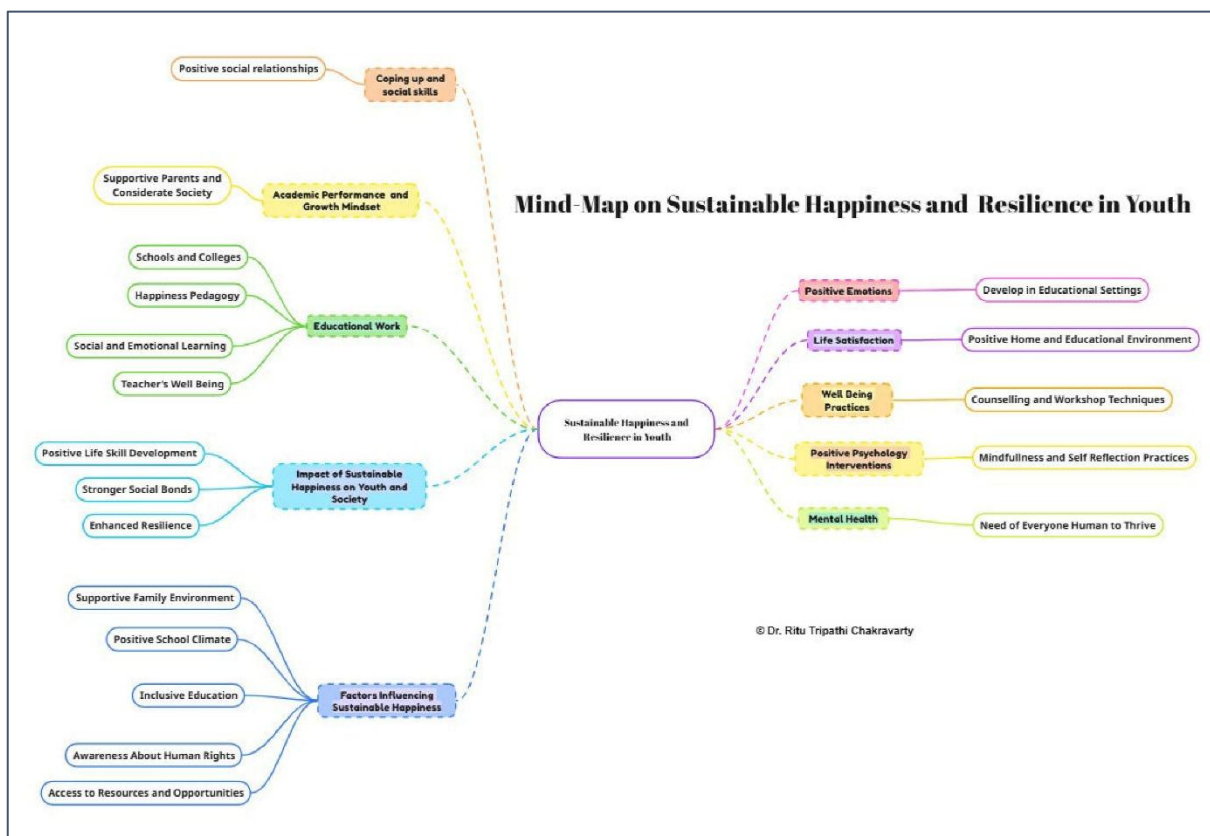 Mind-Map on Sustainable Happiness and Resilience in Youth
Sustainable Happiness and
Resilience in Youth
Coping up and
social skills
Positive social relationships
Academic Performance and
Growth Mindset
Supportive Parents and
Considerate Society
Educational Work
Schools and Colleges
Happiness Pedagogy
Social and Emotional Learning
Teacher's Well Being
Impact of Sustainable
Happiness on Youth and
Society
Positive Life Skill Development
Stronger Social Bonds
Enhanced Resilience
Factors Influencing
Sustainable Happiness
Supportive Family Environment
Positive School Climate
Inclusive Education
Awareness About Human Rights
Access to Resources and Opportunities
Positive Emotions
Develop in Educational Settings
Life Satisfaction
Positive Home and Educational Environment
Well Being
Practices
Counselling and Workshop Techniques
Positive Psychology
Interventions
Mindfullness and Self Reflection Practices
Mental Health
Need of Everyone Human to Thrive
© Dr. Ritu Tripathi Chakravarty